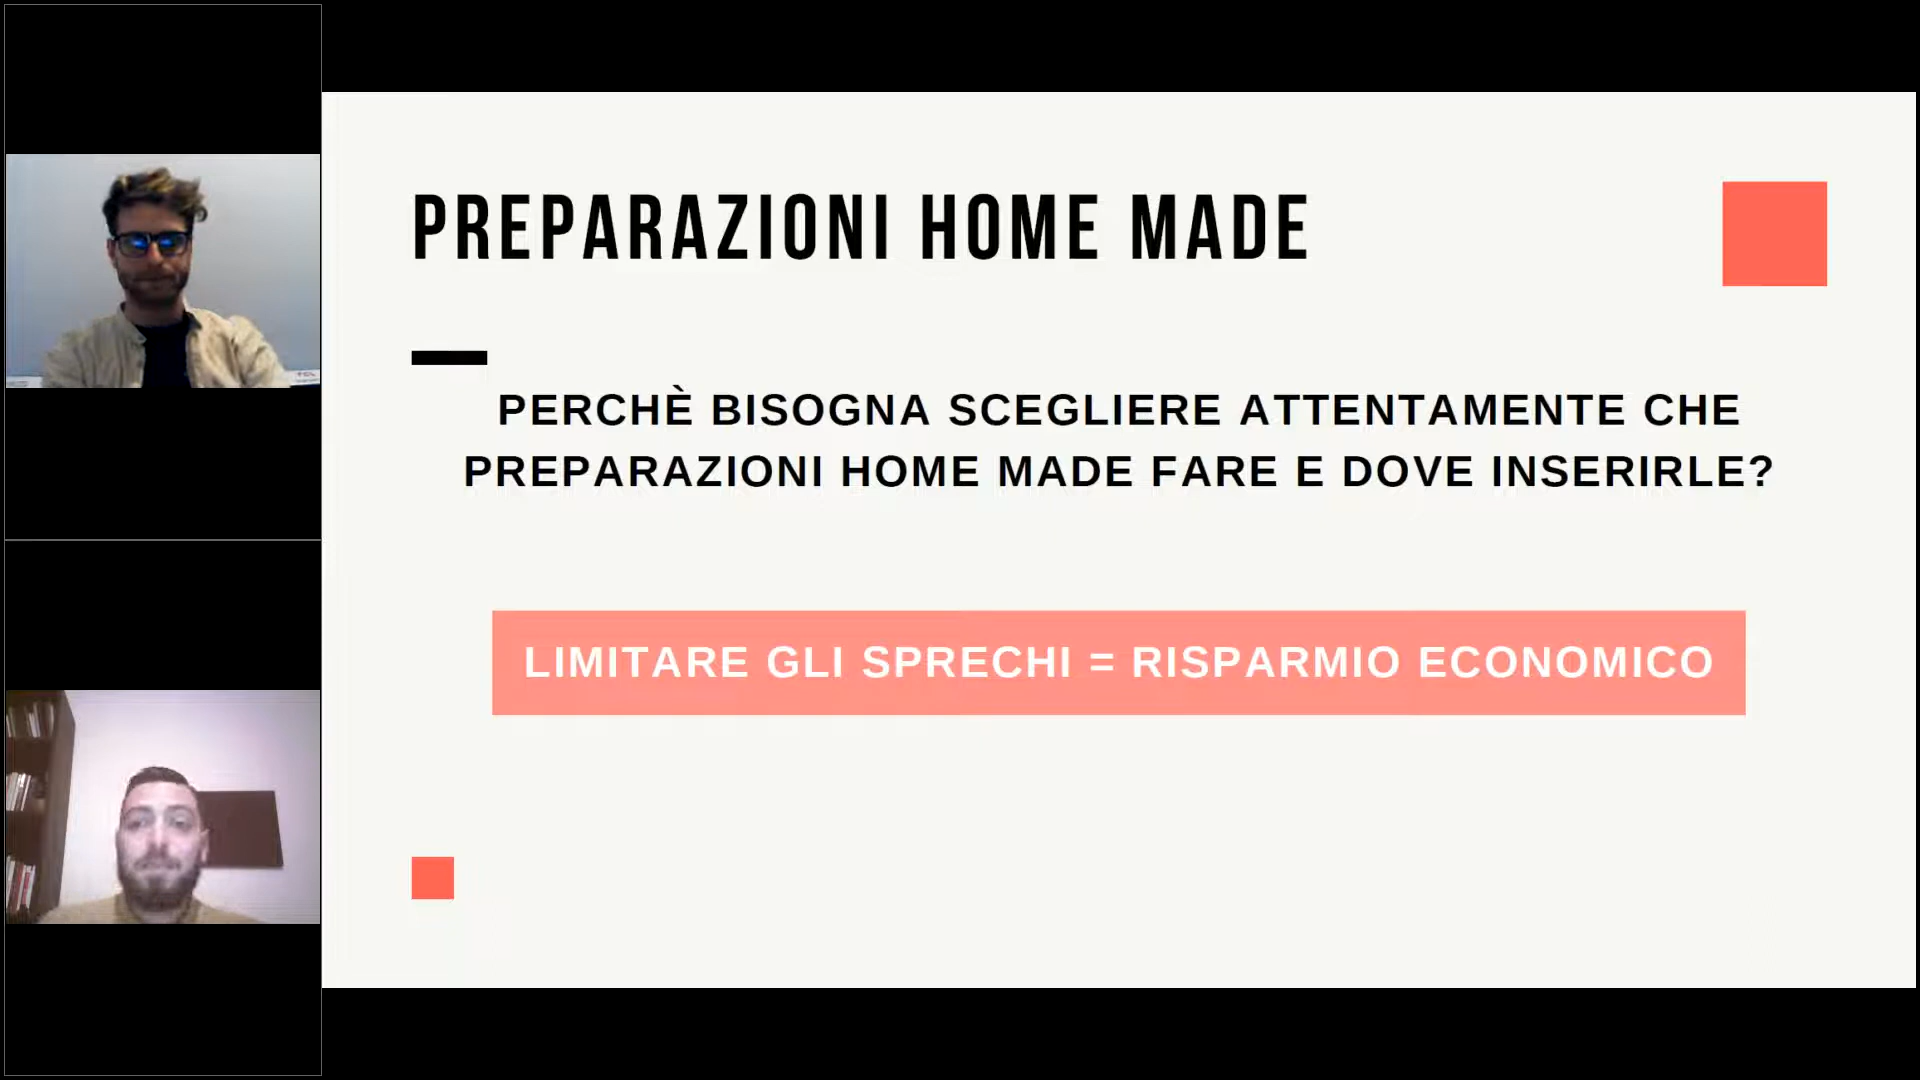 PREPARAZIONI HOME MADE
PERCHÈ BISOGNA SCEGLIERE ATTENTAMENTE CHE
PREPARAZIONI HOME MADE FARE E DOVE INSERIRLE?
LIMITARE GLI SPRECHI = RISPARMIO ECONOMICO